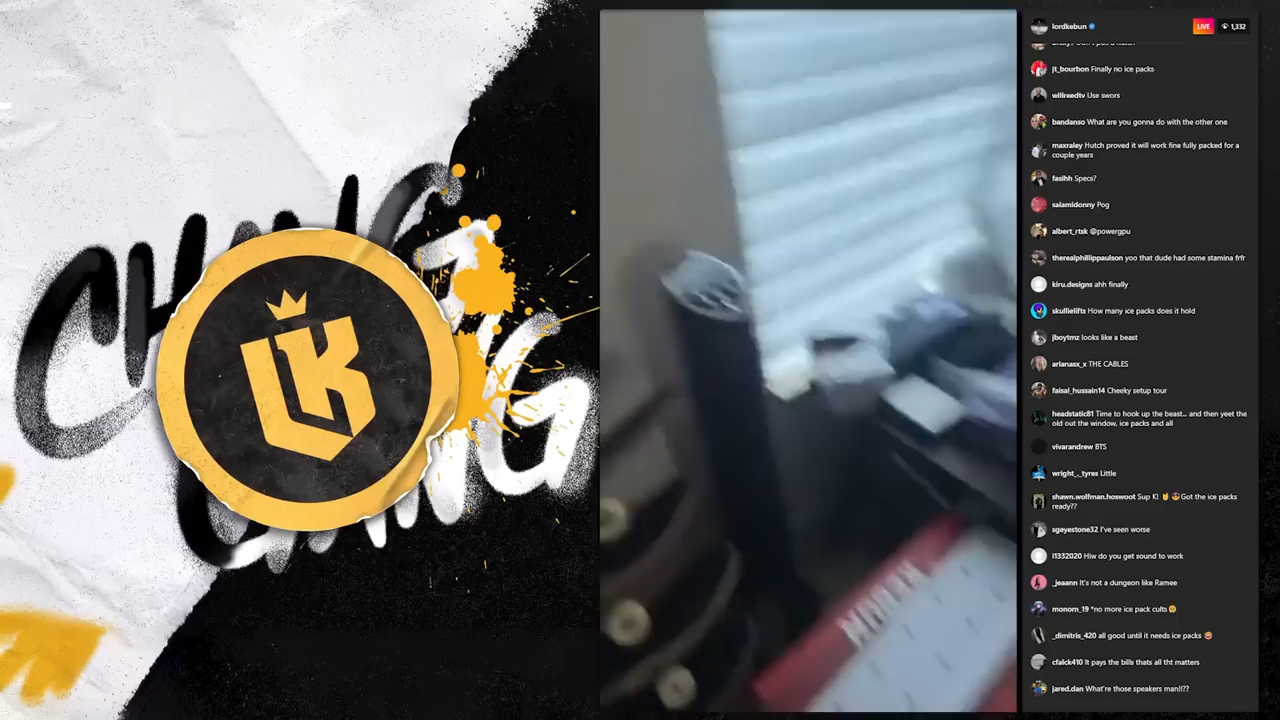 CHANG
GANG
LK
lordkebun
LIVE
1,332
jt_bourbon Finally no ice packs
willreedtv Use swors
bandanso What are you gonna do with the other one
maxraley Hutch proved it will work fine fully packed for a
couple years
fasihh Specs?
salamidonny Pog
albert_rtsk @powergpu
therealphillippaulson yoo that dude had some stamina frfr
kiru.designs ahh finally
skullielifts How many ice packs does it hold
jboytmz looks like a beast
arianasx_x THE CABLES
faisal_hussain14 Cheeky setup tour
headstatic81 Time to hook up the beast... and then yeet the
old out the window, ice packs and all
vivarandrew BTS
wright_._tyres Little
shawn.wolfman.hoswoot Sup K! 🤘😎Got the ice packs
ready??
sgeyestone32 I've seen worse
l1332020 Hiw do you get sound to work
_jeaann It's not a dungeon like Ramee
monom_19 *no more ice pack cults🥺
_dimitris_420 all good until it needs ice packs 🤣
cfalck410 It pays the bills thats all tht matters
jared.dan What're those speakers man!!??